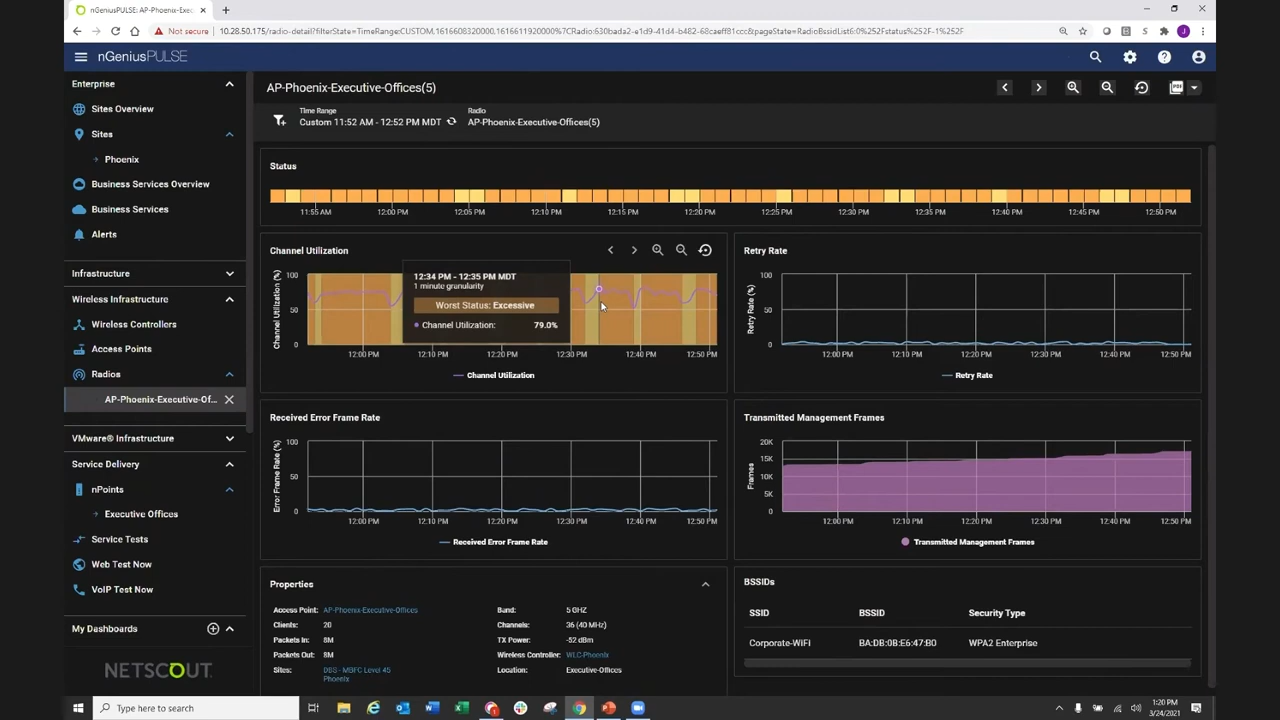 nGeniusPULSE: AP-Phoenix-Exec
Not secure
10.28.50.175/radio-detail?filterState=TimeRange:CUSTOM.1616608320000.1616611920000%7CRadio:630bada2-e1d9-41d4-b482-68caeff81ccc&pageState=RadioBssidList6:0%2Fstatus%252F-1%252F
J
nGeniusPULSE
Enterprise
Sites Overview
Sites
Phoenix
Business Services Overview
Business Services
Alerts
Infrastructure
Wireless Infrastructure
Wireless Controllers
Access Points
Radios
AP-Phoenix-Executive-Of...
VMware® Infrastructure
Service Delivery
nPoints
Executive Offices
Service Tests
Web Test Now
VoIP Test Now
My Dashboards
NETSCOUT
AP-Phoenix-Executive-Offices(5)
PDF
Time Range
Custom 11:52 AM - 12:52 PM MDT
Radio
AP-Phoenix-Executive-Offices(5)
Status
11:55 AM 12:00 PM 12:05 PM 12:10 PM 12:15 PM 12:20 PM 12:25 PM 12:30 PM 12:35 PM 12:40 PM 12:45 PM 12:50 PM
Channel Utilization
Channel Utilization (%)
100
50
0
12:34 PM - 12:35 PM MDT
1 minute granularity
Worst Status: Excessive
Channel Utilization: 79.0%
12:00 PM 12:10 PM 12:20 PM 12:30 PM 12:40 PM 12:50 PM
Channel Utilization
Retry Rate
Retry Rate (%)
100
50
0
12:00 PM 12:10 PM 12:20 PM 12:30 PM 12:40 PM 12:50 PM
Retry Rate
Received Error Frame Rate
Error Frame Rate (%)
100
50
0
12:00 PM 12:10 PM 12:20 PM 12:30 PM 12:40 PM 12:50 PM
Received Error Frame Rate
Transmitted Management Frames
Frames
20K
15K
10K
5K
0
12:00 PM 12:10 PM 12:20 PM 12:30 PM 12:40 PM 12:50 PM
Transmitted Management Frames
Properties
Access Point: AP-Phoenix-Executive-Offices
Clients: 20
Packets In: 8M
Packets Out: 8M
Sites: DBS - MBFC Level 45
Phoenix
Band: 5 GHZ
Channels: 36 (40 MHz)
TX Power: -52 dBm
Wireless Controller: WLC-Phoenix
Location: Executive-Offices
BSSIDs
SSID BSSID Security Type
Corporate-WiFi BA:DB:0B:E6:47:B0 WPA2 Enterprise
Type here to search
1:20 PM
3/24/2021